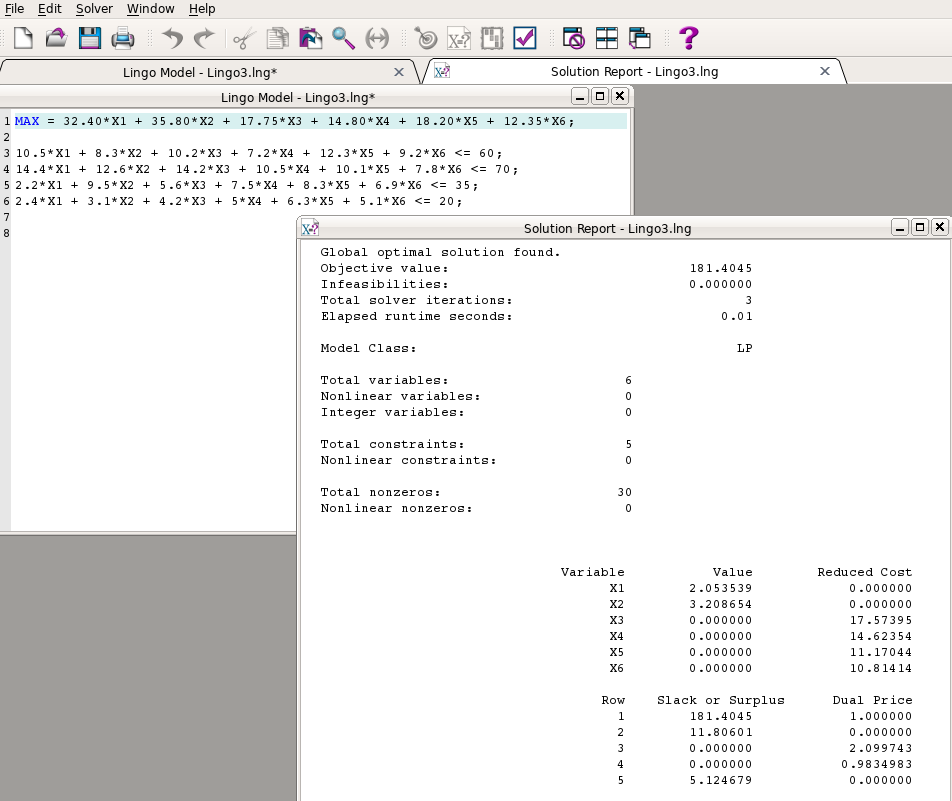 File Edit Solver Window Help
Lingo Model - Lingo3.lng*
Solution Report - Lingo3.lng
Lingo Model - Lingo3.lng*
1 MAX = 32.40*X1 + 35.80*X2 + 17.75*X3 + 14.80*X4 + 18.20*X5 + 12.35*X6;
2
3 10.5*X1 + 8.3*X2 + 10.2*X3 + 7.2*X4 + 12.3*X5 + 9.2*X6 <= 60;
4 14.4*X1 + 12.6*X2 + 14.2*X3 + 10.5*X4 + 10.1*X5 + 7.8*X6 <= 70;
5 2.2*X1 + 9.5*X2 + 5.6*X3 + 7.5*X4 + 8.3*X5 + 6.9*X6 <= 35;
6 2.4*X1 + 3.1*X2 + 4.2*X3 + 5*X4 + 6.3*X5 + 5.1*X6 <= 20;
7
8
Solution Report - Lingo3.lng
Global optimal solution found.
Objective value: 181.4045
Infeasibilities: 0.000000
Total solver iterations: 3
Elapsed runtime seconds: 0.01
Model Class: LP
Total variables: 6
Nonlinear variables: 0
Integer variables: 0
Total constraints: 5
Nonlinear constraints: 0
Total nonzeros: 30
Nonlinear nonzeros: 0
Variable Value Reduced Cost
X1 2.053539 0.000000
X2 3.208654 0.000000
X3 0.000000 17.57395
X4 0.000000 14.62354
X5 0.000000 11.17044
X6 0.000000 10.81414
Row Slack or Surplus Dual Price
1 181.4045 1.000000
2 11.80601 0.000000
3 0.000000 2.099743
4 0.000000 0.9834983
5 5.124679 0.000000